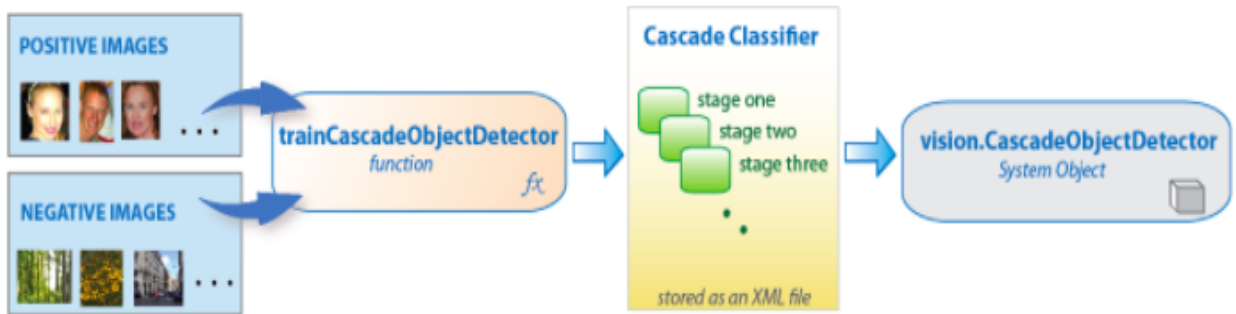 POSITIVE IMAGES
...
NEGATIVE IMAGES
...
trainCascadeObjectDetector
function
fx
Cascade Classifier
stage one
stage two
stage three
stored as an XML file
vision.CascadeObjectDetector
System Object